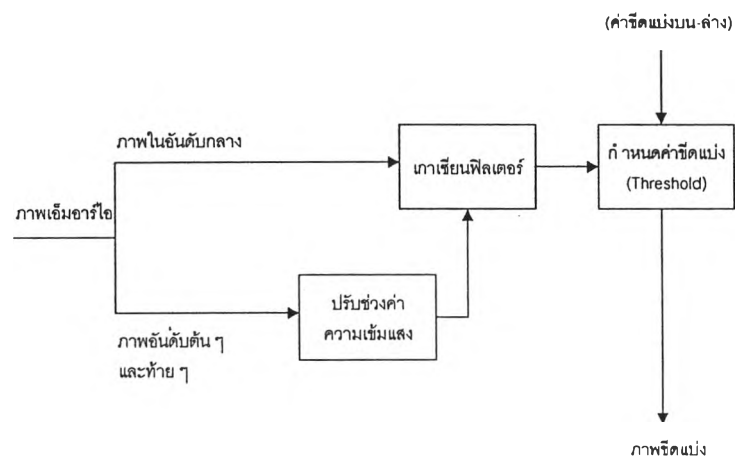 (ค่าขีดแบ่งบน-ล่าง)
ภาพในอันดับกลาง
เกาเซียนฟิลเตอร์
กำหนดค่าขีดแบ่ง
(Threshold)
ภาพเอ็มอาร์ไอ
ปรับช่วงค่า
ความเข้มแสง
ภาพอันดับต้น ๆ
และท้าย ๆ
ภาพขีดแบ่ง